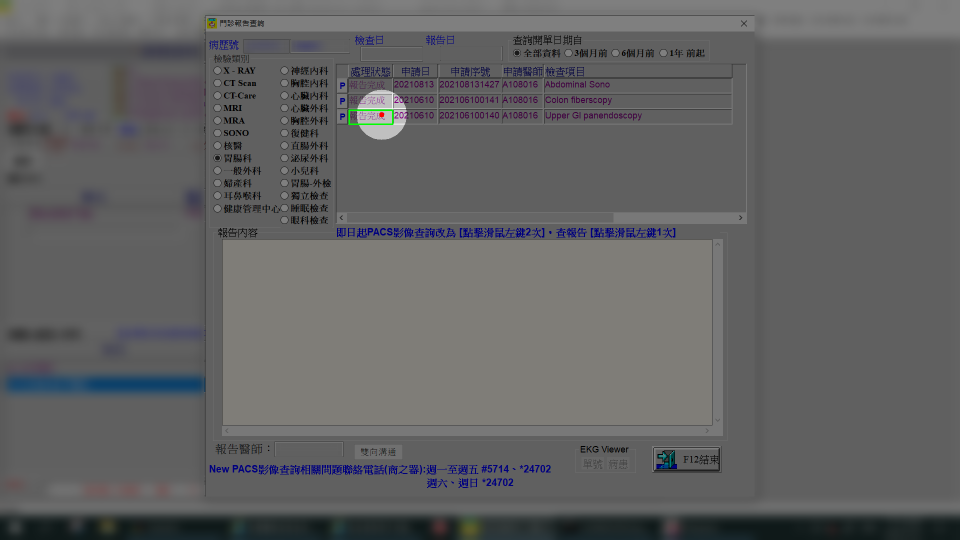 門診報告查詢
病歷號
檢查日 報告日
查詢開單日期自
全部資料 3個月前 6個月前 1年 前起
檢驗類別
X - RAY 神經內科
CT Scan 胸腔內科
CT-Care 心臟內科
MRI 心臟外科
MRA 胸腔外科
SONO 復健科
核醫 直腸外科
胃腸科 泌尿外科
一般外科 小兒科
婦產科 胃腸-外檢
耳鼻喉科 獨立檢查
健康管理中心 睡眠檢查
眼科檢查
處理狀態 申請日 申請序號 申請醫師 檢查項目
P 報告完成 20210813 202108131427 A108016 Abdominal Sono
P 報告完成 20210610 202106100141 A108016 Colon fiberscopy
P 報告完成 20210610 202106100140 A108016 Upper GI panendoscopy
報告內容
即日起PACS影像查詢改為 [點擊滑鼠左鍵2次]，查報告 [點擊滑鼠左鍵1次]
報告醫師：
雙向溝通
EKG Viewer
單號 病患
F12結束
New PACS影像查詢相關問題聯絡電話(商之器):週一至週五 #5714、*24702
週六、週日 *24702